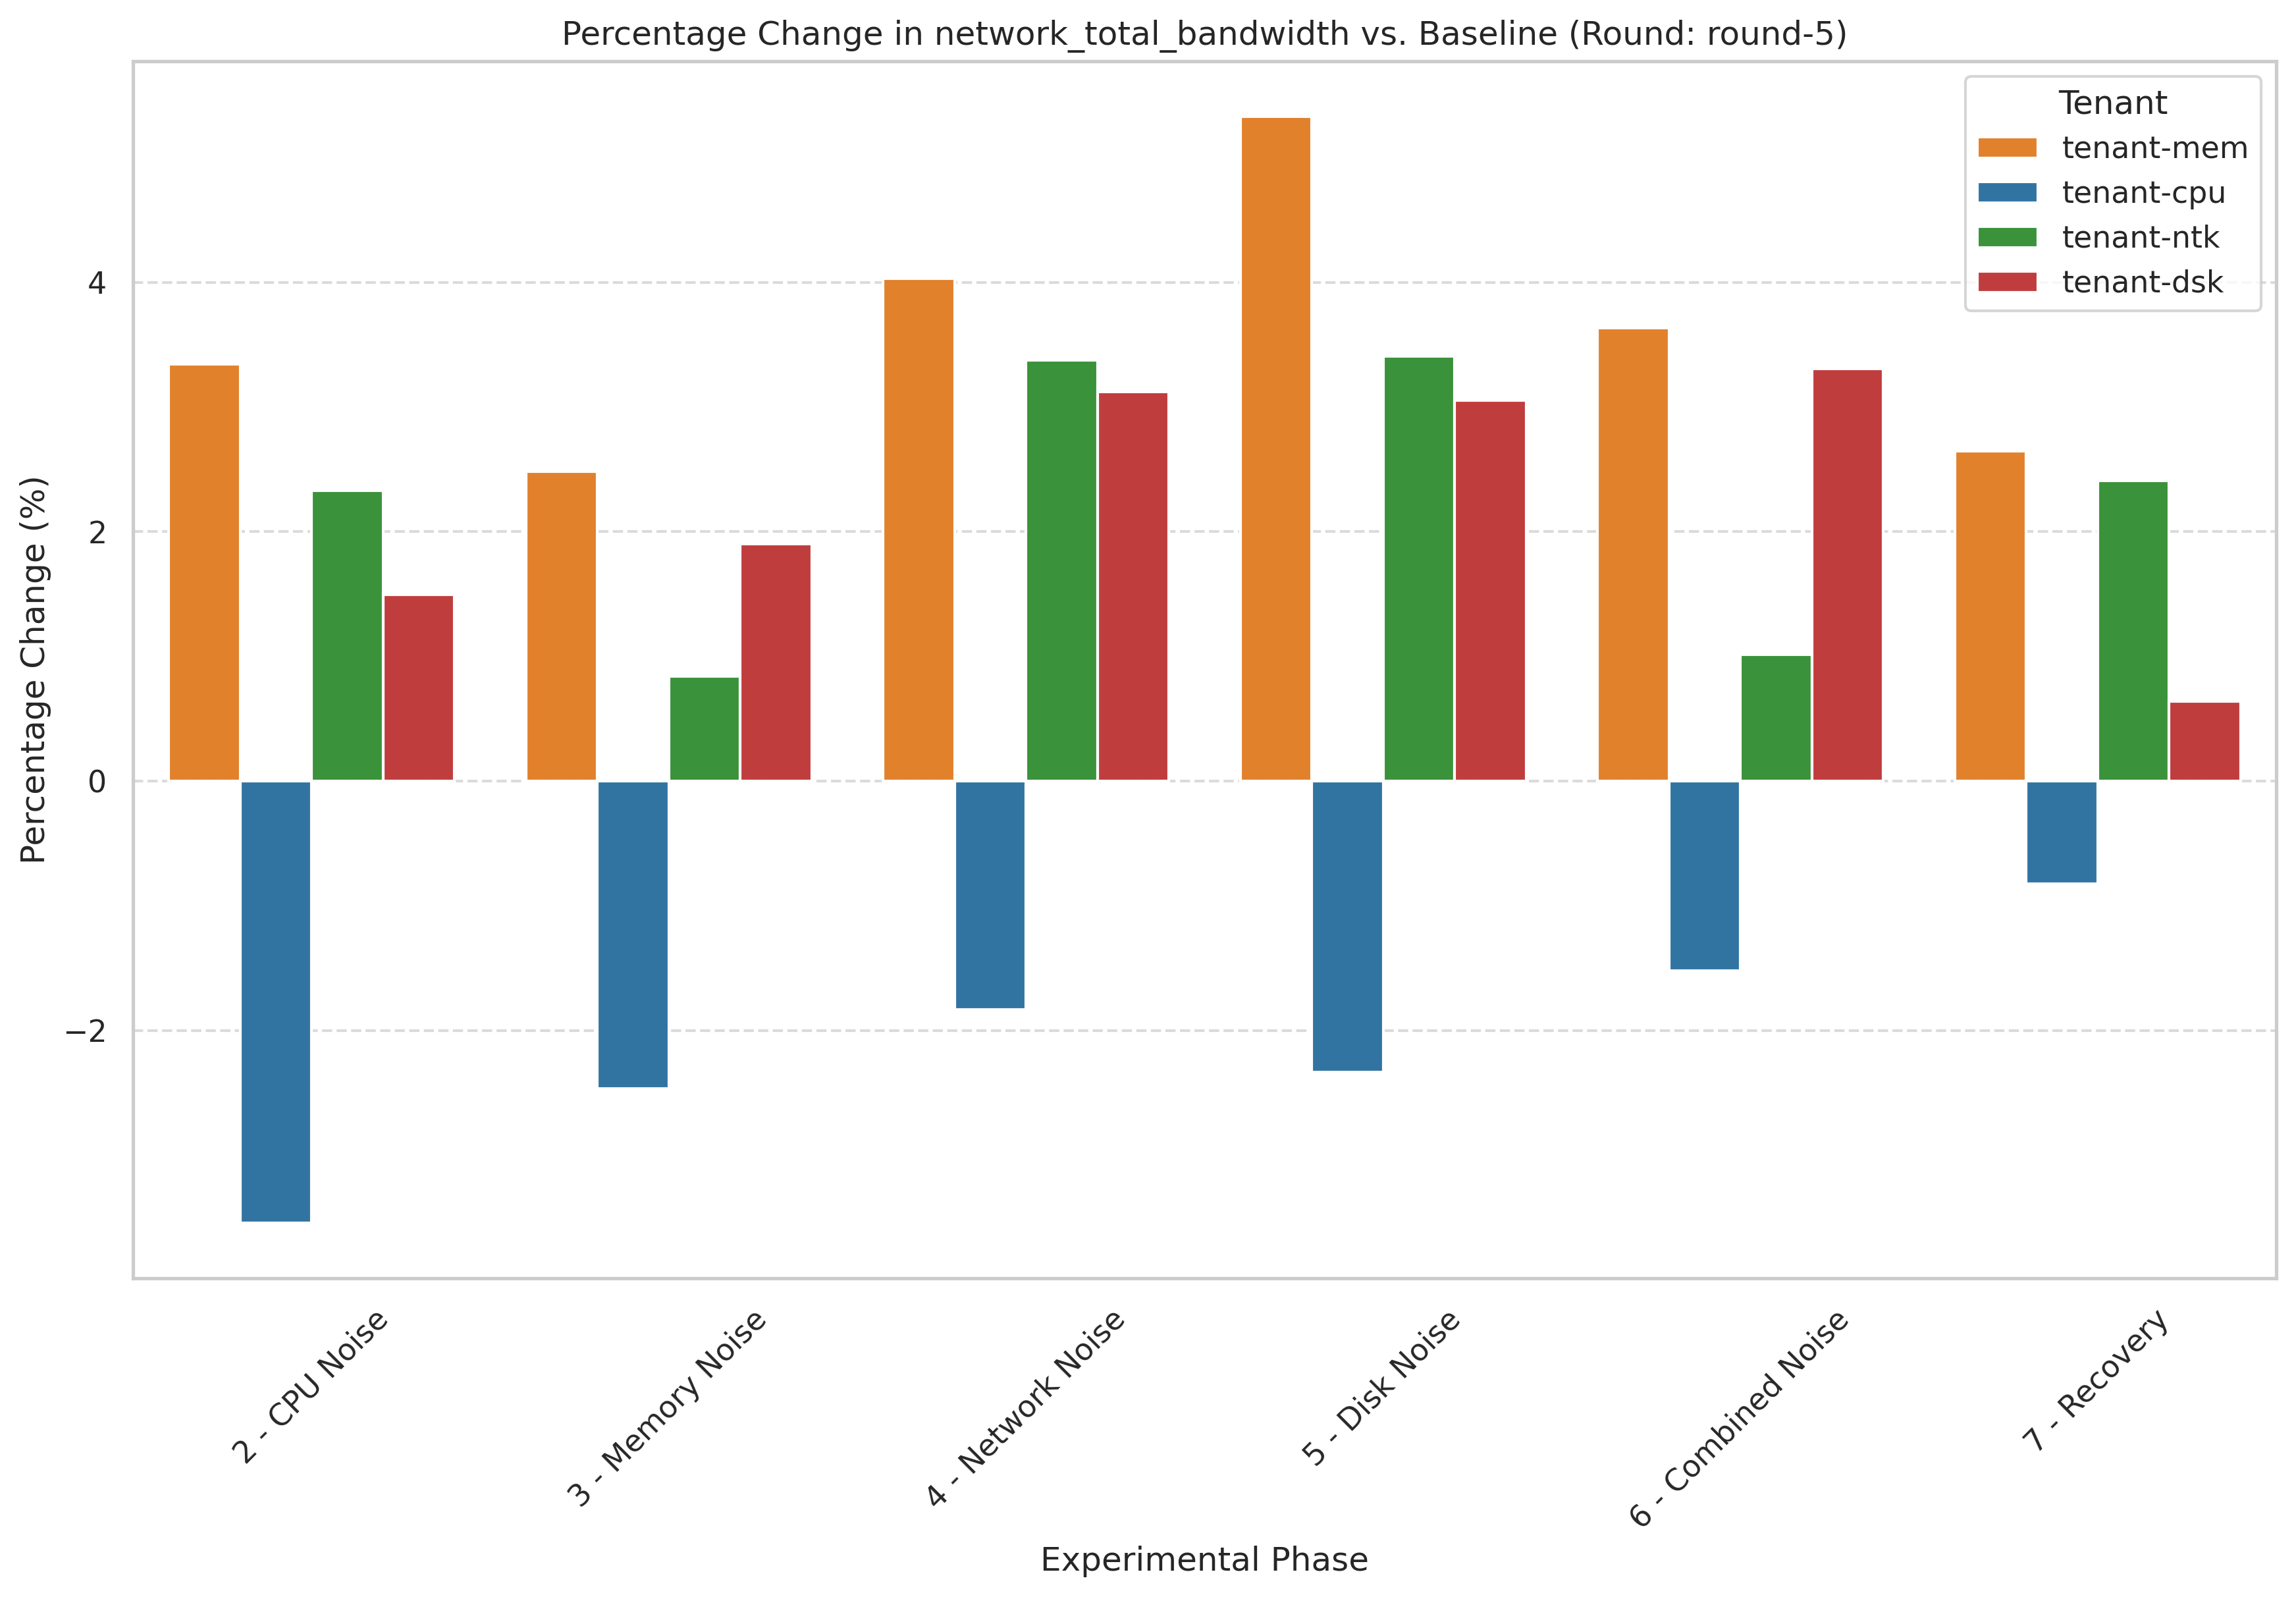 Percentage Change in network_total_bandwidth vs. Baseline (Round: round-5)
Tenant
tenant-mem
tenant-cpu
tenant-ntk
tenant-dsk
Percentage Change (%)
4
2
0
−2
2 - CPU Noise
3 - Memory Noise
4 - Network Noise
5 - Disk Noise
6 - Combined Noise
7 - Recovery
Experimental Phase